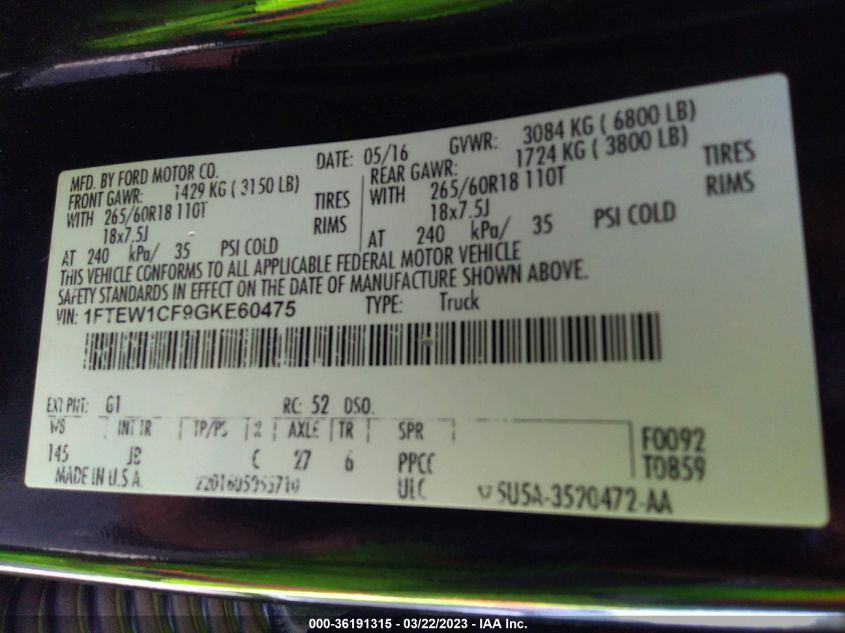 MFD. BY FORD MOTOR CO.
DATE: 05/16 GVWR: 3084 KG ( 6800 LB)
FRONT GAWR: 1429 KG ( 3150 LB) REAR GAWR: 1724 KG ( 3800 LB)
WITH 265/60R18 110T TIRES WITH 265/60R18 110T TIRES
18x7.5J RIMS 18x7.5J RIMS
AT 240 kPa/ 35 PSI COLD AT 240 kPa/ 35 PSI COLD
THIS VEHICLE CONFORMS TO ALL APPLICABLE FEDERAL MOTOR VEHICLE
SAFETY STANDARDS IN EFFECT ON THE DATE OF MANUFACTURE SHOWN ABOVE.
VIN: 1FTEW1CF9GKE60475 TYPE: Truck
EXT PNT: G1 RC: 52 DSO:
WB INT TR TP/PS R AXLE TR SPR F0092
145 C 27 6 PPCC T0859
MADE IN U.S.A. ULC 5U5A-3520472-AA
000-36191315 - 03/22/2023 - IAA Inc.